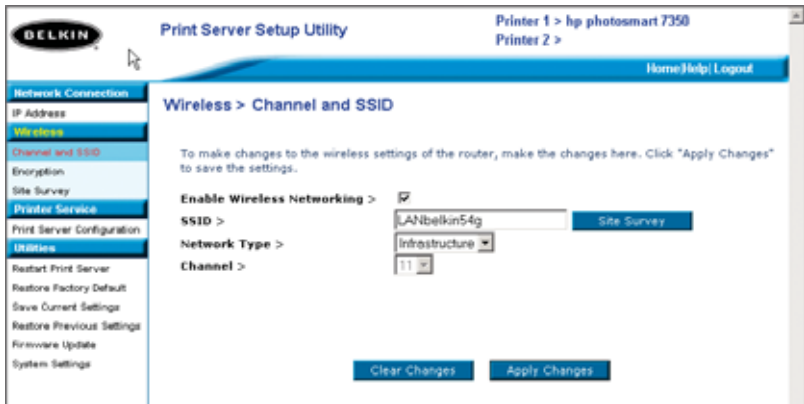 BELKIN
Print Server Setup Utility
Printer 1 > hp photosmart 7350
Printer 2 >
Home|Help| Logout
Network Connection
IP Address
Wireless
Channel and SSID
Encryption
Site Survey
Printer Service
Print Server Configuration
Utilities
Restart Print Server
Restore Factory Default
Save Current Settings
Restore Previous Settings
Firmware Update
System Settings
Wireless > Channel and SSID
To make changes to the wireless settings of the router, make the changes here. Click "Apply Changes"
to save the settings.
Enable Wireless Networking >
SSID > LANbelkin54g Site Survey
Network Type > Infrastructure
Channel > 11
Clear Changes Apply Changes